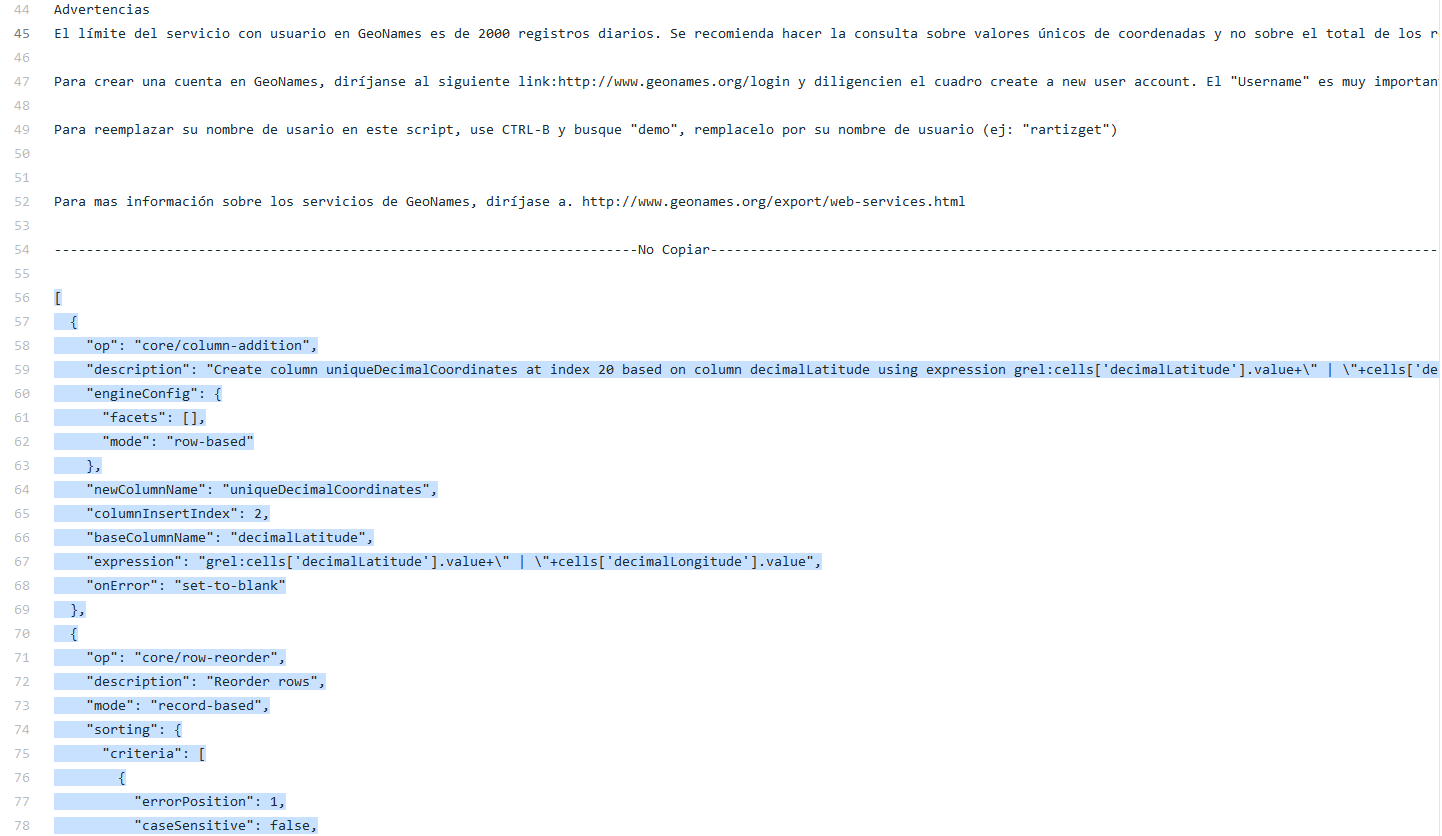 44 Advertencias
45 El límite del servicio con usuario en GeoNames es de 2000 registros diarios. Se recomienda hacer la consulta sobre valores únicos de coordenadas y no sobre el total de los
46
47 Para crear una cuenta en GeoNames, diríjanse al siguiente link:http://www.geonames.org/login y diligencien el cuadro create a new user account. El "Username" es muy
48
49 Para reemplazar su nombre de usario en este script, use CTRL-B y busque "demo", remplacelo por su nombre de usuario (ej: "rartizget")
50
51
52 Para mas información sobre los servicios de GeoNames, diríjase a. http://www.geonames.org/export/web-services.html
53
54 -------------------------------------------------------------------------No Copiar-------------------------------------------------------------------------------------------
55
56 [
57   {
58     "op": "core/column-addition",
59     "description": "Create column uniqueDecimalCoordinates at index 20 based on column decimalLatitude using expression grel:cells['decimalLatitude'].value+\" | \"+cells['de
60     "engineConfig": {
61       "facets": [],
62       "mode": "row-based"
63     },
64     "newColumnName": "uniqueDecimalCoordinates",
65     "columnInsertIndex": 2,
66     "baseColumnName": "decimalLatitude",
67     "expression": "grel:cells['decimalLatitude'].value+\" | \"+cells['decimalLongitude'].value",
68     "onError": "set-to-blank"
69   },
70   {
71     "op": "core/row-reorder",
72     "description": "Reorder rows",
73     "mode": "record-based",
74     "sorting": {
75       "criteria": [
76         {
77           "errorPosition": 1,
78           "caseSensitive": false,